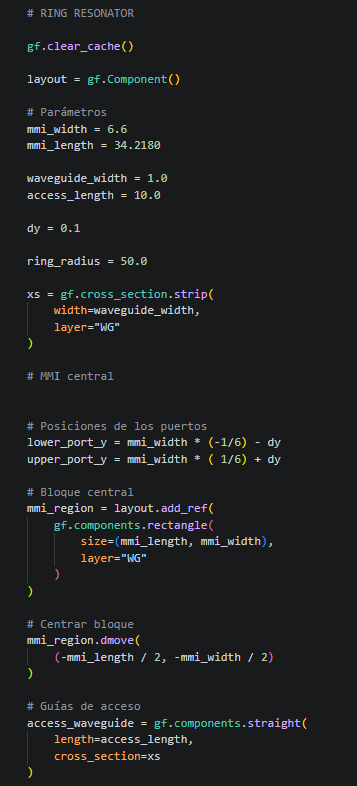 # RING RESONATOR
gf.clear_cache()
layout = gf.Component()
# Parámetros
mmi_width = 6.6
mmi_length = 34.2180
waveguide_width = 1.0
access_length = 10.0
dy = 0.1
ring_radius = 50.0
xs = gf.cross_section.strip(
    width=waveguide_width,
    layer="WG"
)
# MMI central
# Posiciones de los puertos
lower_port_y = mmi_width * (-1/6) - dy
upper_port_y = mmi_width * ( 1/6) + dy
# Bloque central
mmi_region = layout.add_ref(
    gf.components.rectangle(
        size=(mmi_length, mmi_width),
        layer="WG"
    )
)
# Centrar bloque
mmi_region.dmove(
    (-mmi_length / 2, -mmi_width / 2)
)
# Guías de acceso
access_waveguide = gf.components.straight(
    length=access_length,
    cross_section=xs
)